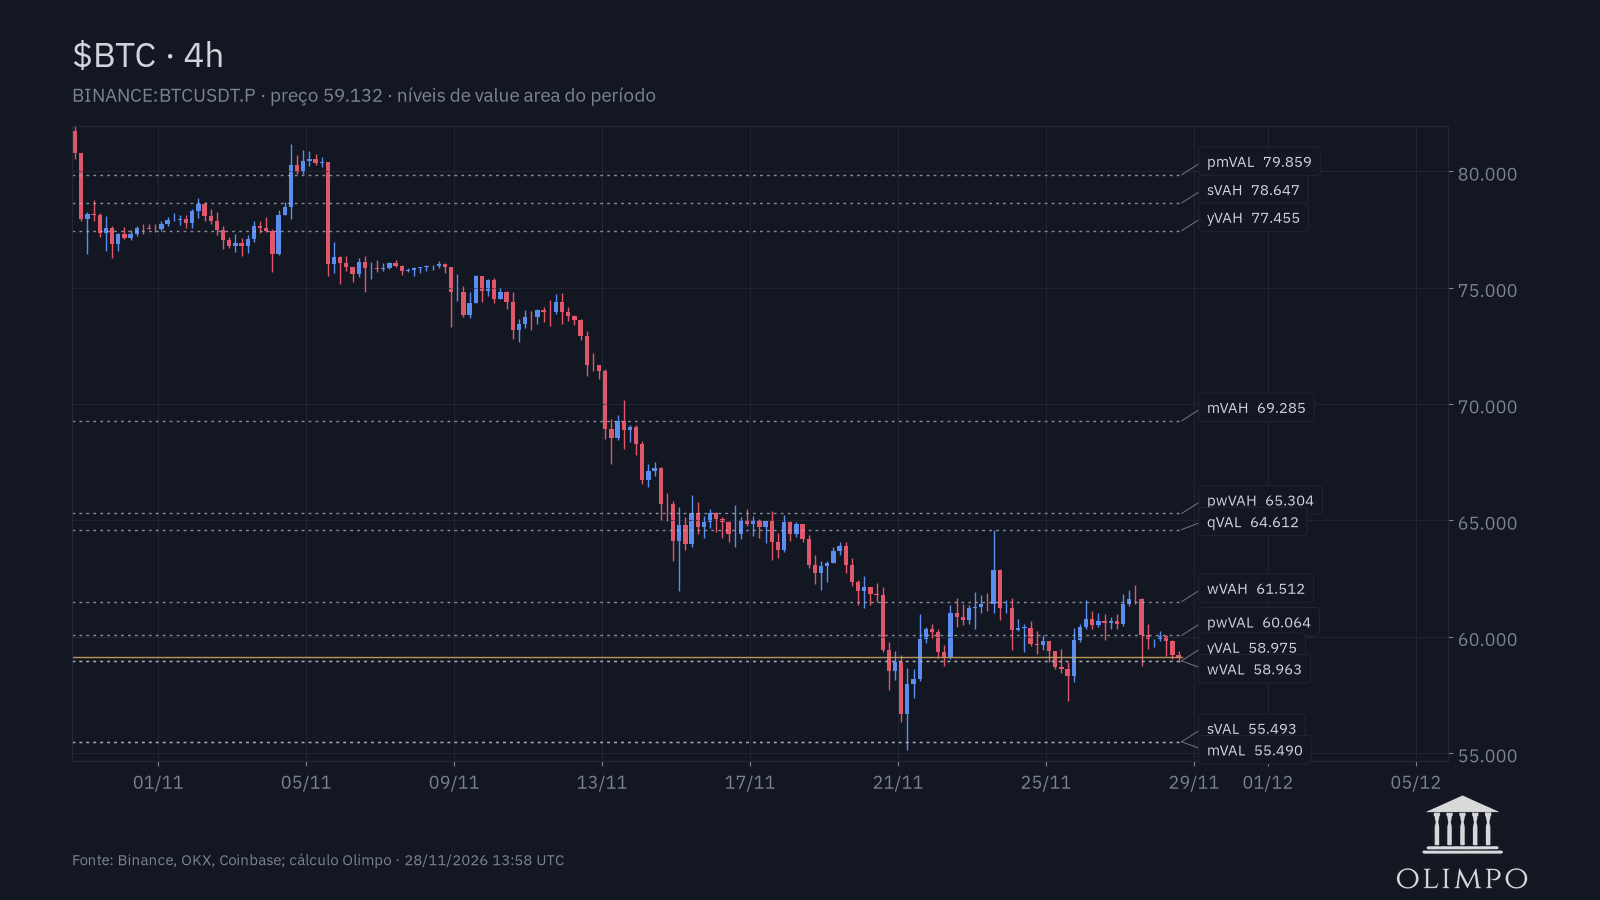 $BTC · 4h
BINANCE:BTCUSDT.P · preço 59.132 · níveis de value area do período
pmVAL 79.859
sVAH 78.647
yVAH 77.455
mVAH 69.285
pwVAH 65.304
qVAL 64.612
wVAH 61.512
pwVAL 60.064
yVAL 58.975
wVAL 58.963
sVAL 55.493
mVAL 55.490
80.000
75.000
70.000
65.000
60.000
55.000
01/11 05/11 09/11 13/11 17/11 21/11 25/11 29/11 01/12 05/12
Fonte: Binance, OKX, Coinbase; cálculo Olimpo · 28/11/2026 13:58 UTC
OLIMPO